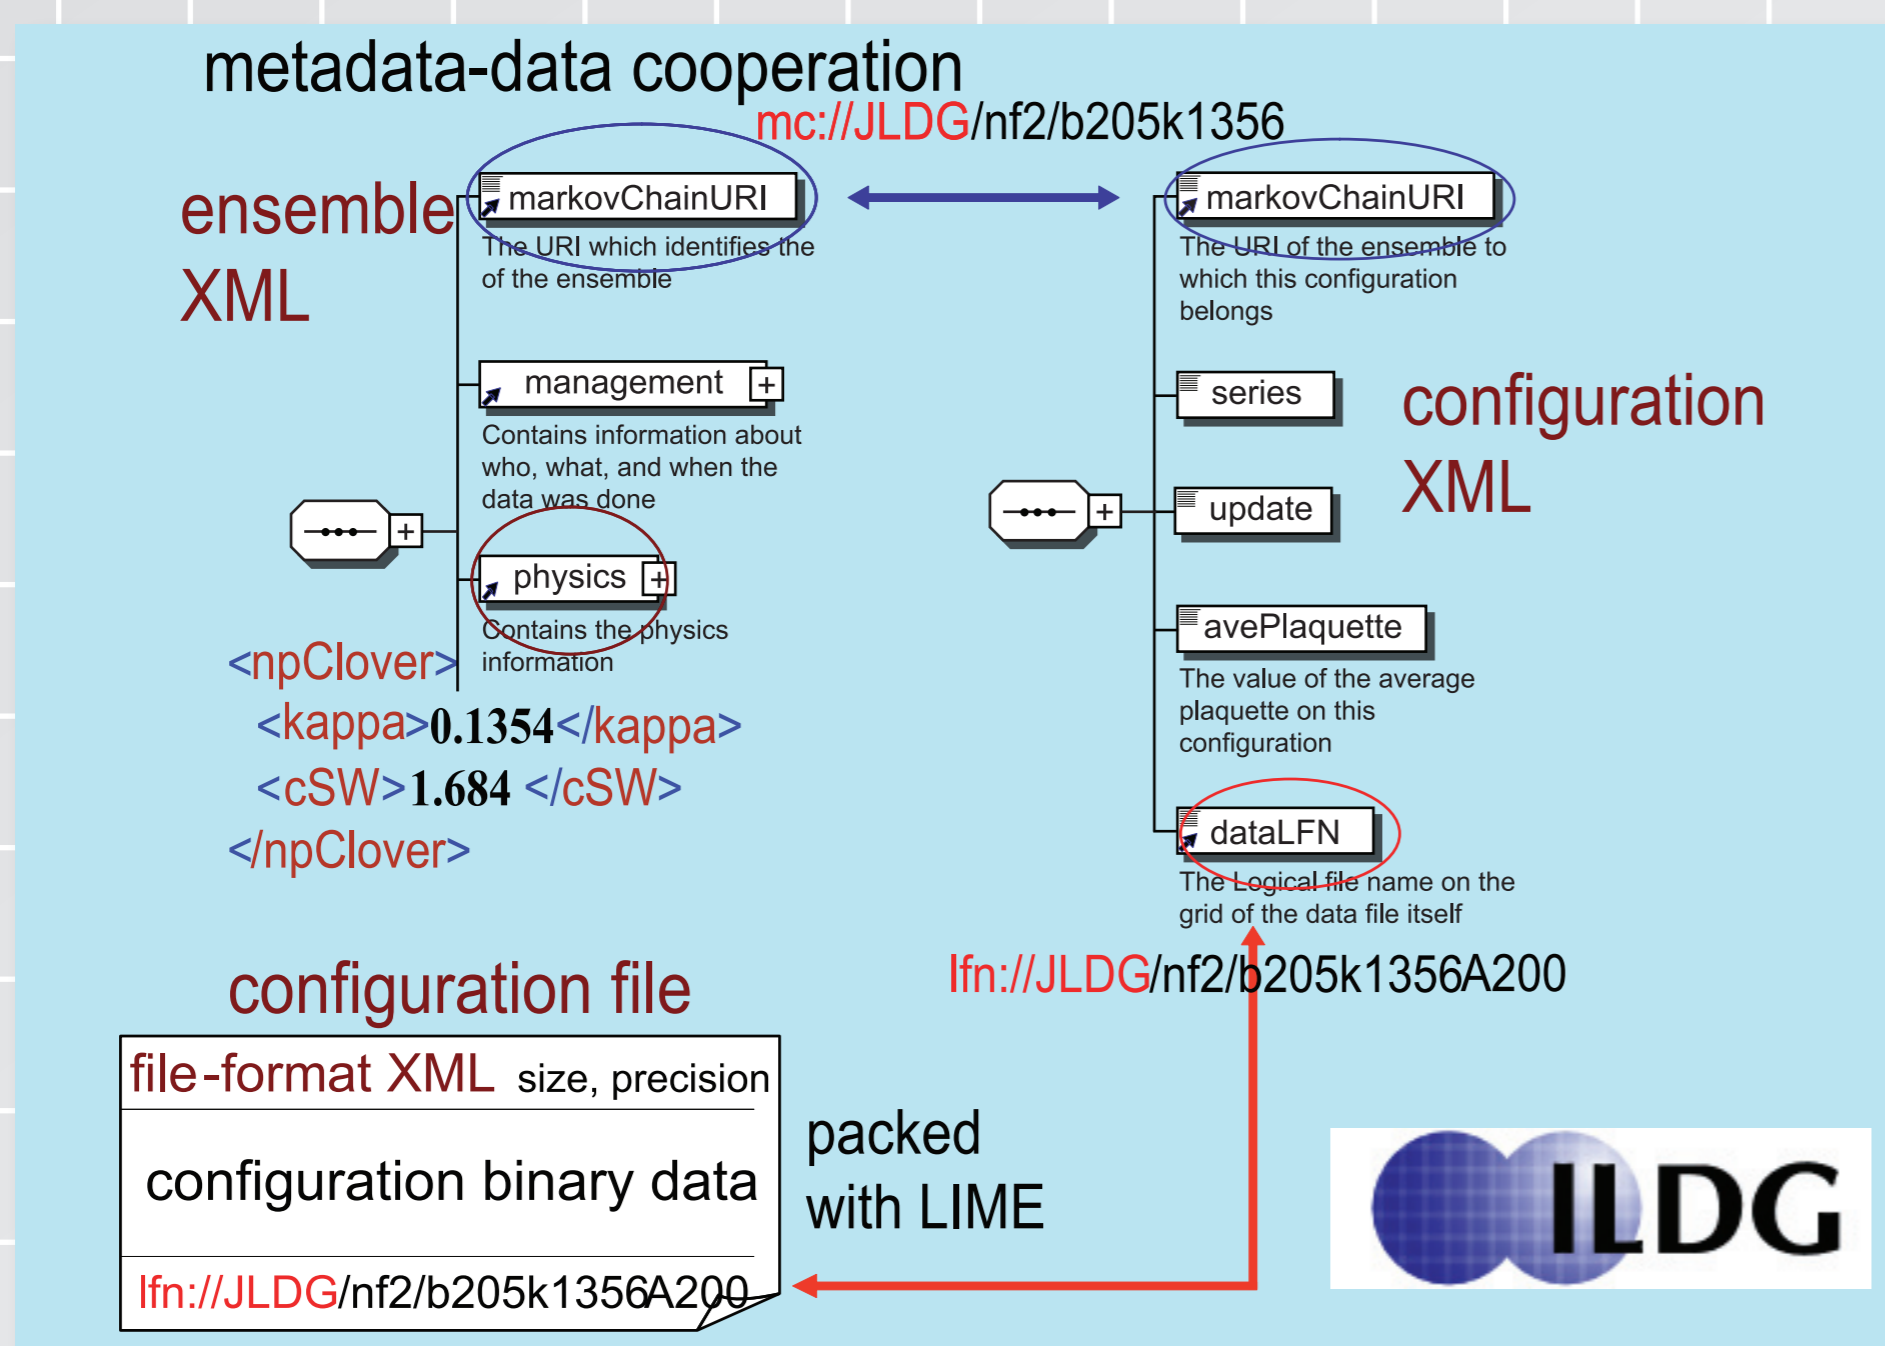 metadata-data cooperation
mc://JLDG/nf2/b205k1356
ensemble
XML
markovChainURI
The URI which identifies the
of the ensemble
management +
Contains information about
who, what, and when the
data was done
+
physics +
Contains the physics
information
<npClover>
<kappa>0.1354</kappa>
<cSW>1.684 </cSW>
</npClover>
markovChainURI
The URI of the ensemble to
which this configuration
belongs
series
configuration
XML
+
update
avePlaquette
The value of the average
plaquette on this
configuration
dataLFN
The Logical file name on the
grid of the data file itself
lfn://JLDG/nf2/b205k1356A200
configuration file
file-format XML size, precision
configuration binary data
lfn://JLDG/nf2/b205k1356A200
packed
with LIME
ILDG